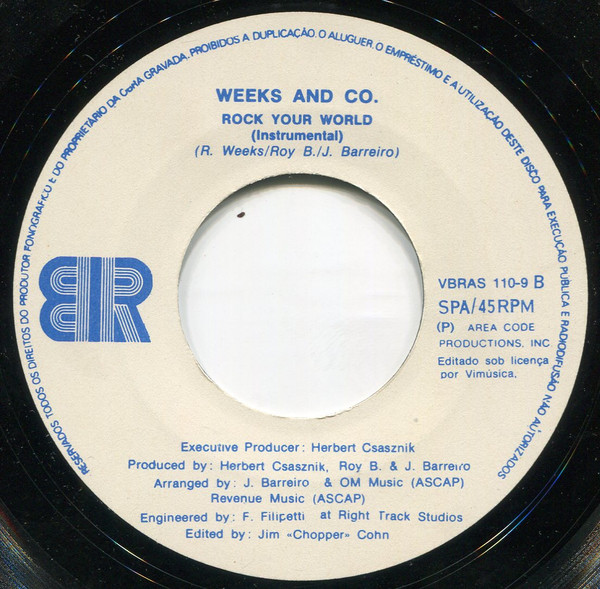 RESERVADOS TODOS OS DIREITOS DO PRODUTOR FONOGRÁFICO E DO PROPRIETÁRIO DA OBRA GRAVADA. PROIBIDOS A DUPLICAÇÃO, O ALUGUER, O EMPRÉSTIMO E A UTILIZAÇÃO DESTE DISCO PARA EXECUÇÃO PÚBLICA E RADIODIFUSÃO NÃO AUTORIZADOS
WEEKS AND CO.
ROCK YOUR WORLD
(Instrumental)
(R. Weeks/Roy B./J. Barreiro)
BR
VBRAS 110-9 B
SPA/45RPM
(P) AREA CODE
PRODUCTIONS, INC
Editado sob licença
por Vimúsica.
Executive Producer: Herbert Csasznik
Produced by: Herbert Csasznik, Roy B. & J. Barreiro
Arranged by: J. Barreiro & OM Music (ASCAP)
Revenue Music (ASCAP)
Engineered by: F. Filipetti at Right Track Studios
Edited by: Jim «Chopper» Cohn